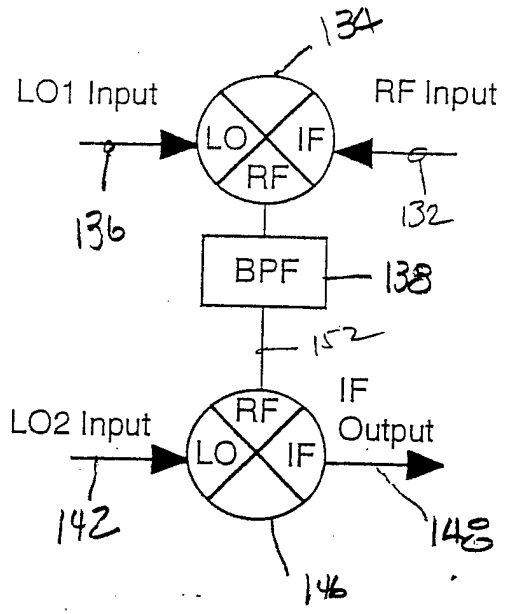 134
LO1 Input
RF Input
LO
IF
RF
136
132
BPF
138
152
LO2 Input
RF
IF
Output
LO
IF
142
148
146